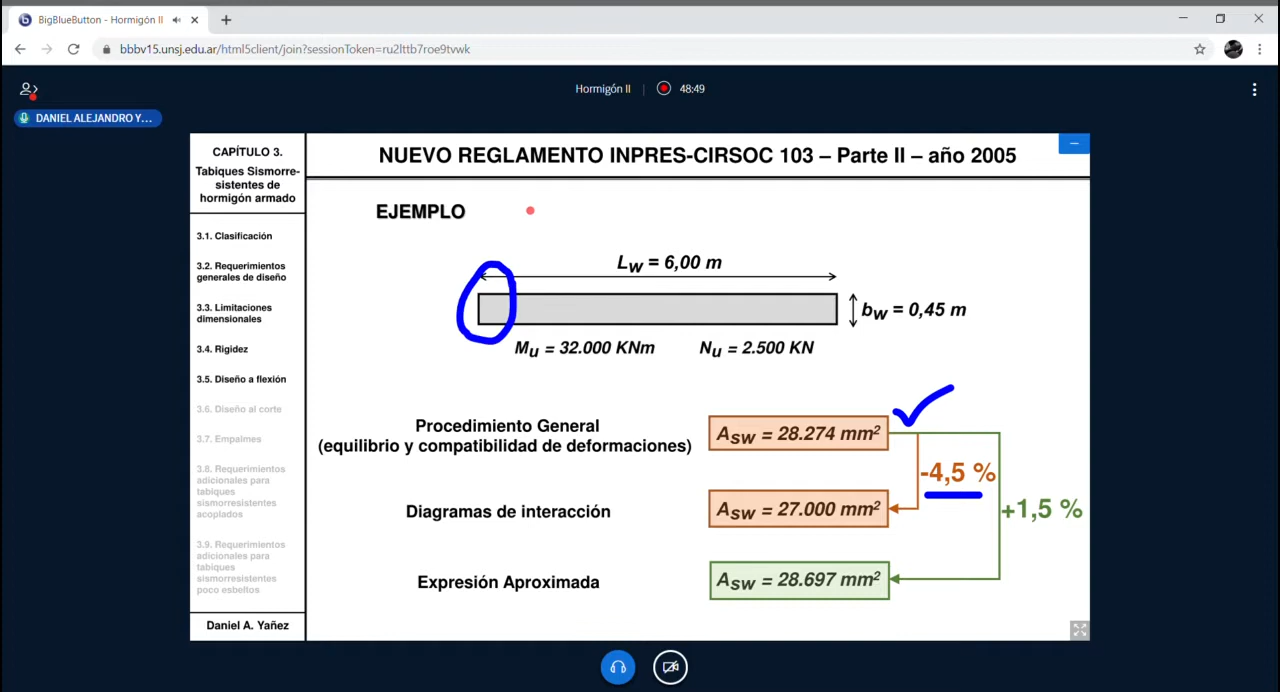 BigBlueButton - Hormigón II
bbbv15.unsj.edu.ar/html5client/join?sessionToken=ru2lttb7roe9tvwk
Hormigón II
48:49
DANIEL ALEJANDRO Y...
CAPÍTULO 3.
Tabiques Sismorre-
sistentes de
hormigón armado
3.1. Clasificación
3.2. Requerimientos
generales de diseño
3.3. Limitaciones
dimensionales
3.4. Rigidez
3.5. Diseño a flexión
3.6. Diseño al corte
3.7. Empalmes
3.8. Requerimientos
adicionales para
tabiques
sismorresistentes
acoplados
3.9. Requerimientos
adicionales para
tabiques
sismorresistentes
poco esbeltos
Daniel A. Yañez
NUEVO REGLAMENTO INPRES-CIRSOC 103 – Parte II – año 2005
EJEMPLO
Lw = 6,00 m
bw = 0,45 m
Mu = 32.000 KNm
Nu = 2.500 KN
Procedimiento General
(equilibrio y compatibilidad de deformaciones)
Asw = 28.274 mm²
-4,5 %
+1,5 %
Diagramas de interacción
Asw = 27.000 mm²
Expresión Aproximada
Asw = 28.697 mm²